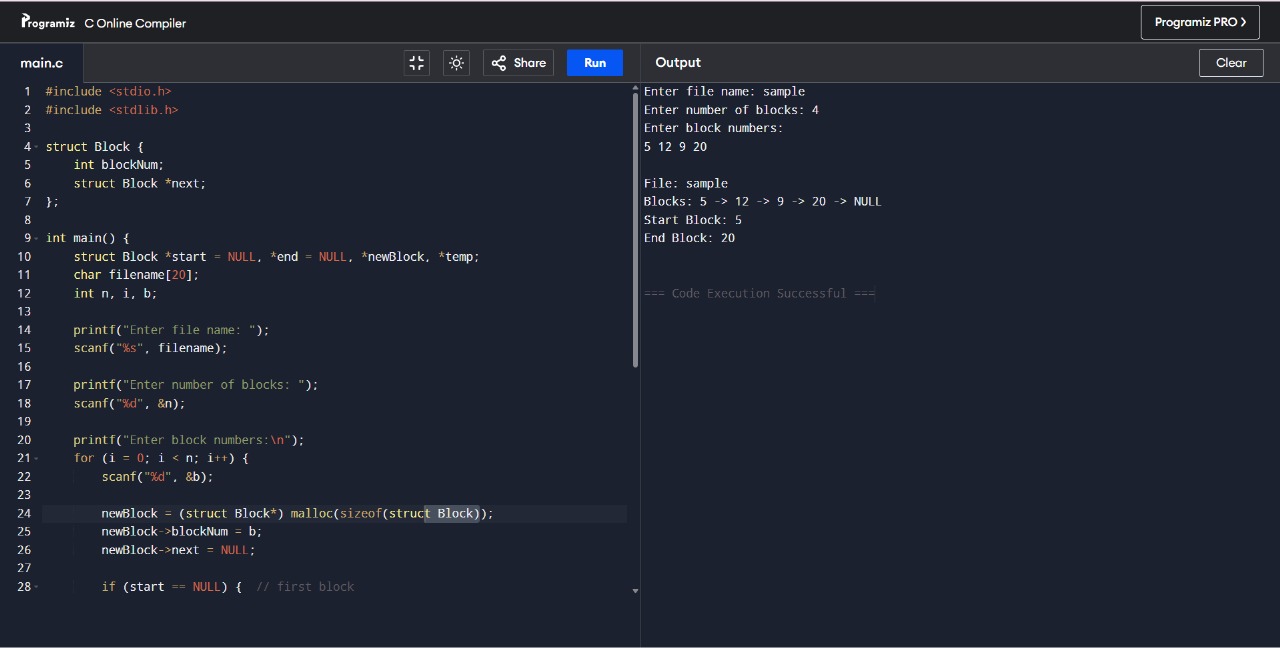 Programiz C Online Compiler
Programiz PRO
main.c
Share
Run
Output
Clear
1 #include <stdio.h>
2 #include <stdlib.h>
3
4 struct Block {
5 int blockNum;
6 struct Block *next;
7 };
8
9 int main() {
10 struct Block *start = NULL, *end = NULL, *newBlock, *temp;
11 char filename[20];
12 int n, i, b;
13
14 printf("Enter file name: ");
15 scanf("%s", filename);
16
17 printf("Enter number of blocks: ");
18 scanf("%d", &n);
19
20 printf("Enter block numbers:\n");
21 for (i = 0; i < n; i++) {
22 scanf("%d", &b);
23
24 newBlock = (struct Block*) malloc(sizeof(struct Block));
25 newBlock->blockNum = b;
26 newBlock->next = NULL;
27
28 if (start == NULL) { // first block
Enter file name: sample
Enter number of blocks: 4
Enter block numbers:
5 12 9 20
File: sample
Blocks: 5 -> 12 -> 9 -> 20 -> NULL
Start Block: 5
End Block: 20
=== Code Execution Successful ===